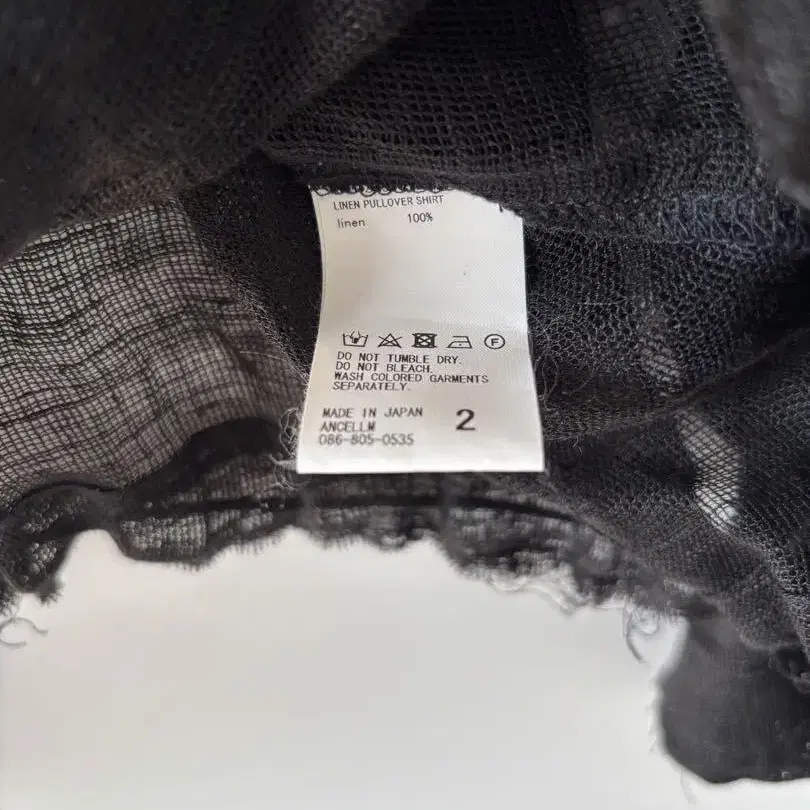 LINEN PULLOVER SHIRT
linen 100%
F
DO NOT TUMBLE DRY.
DO NOT BLEACH.
WASH COLORED GARMENTS
SEPARATELY.
MADE IN JAPAN
ANCELLM 2
086-805-0535